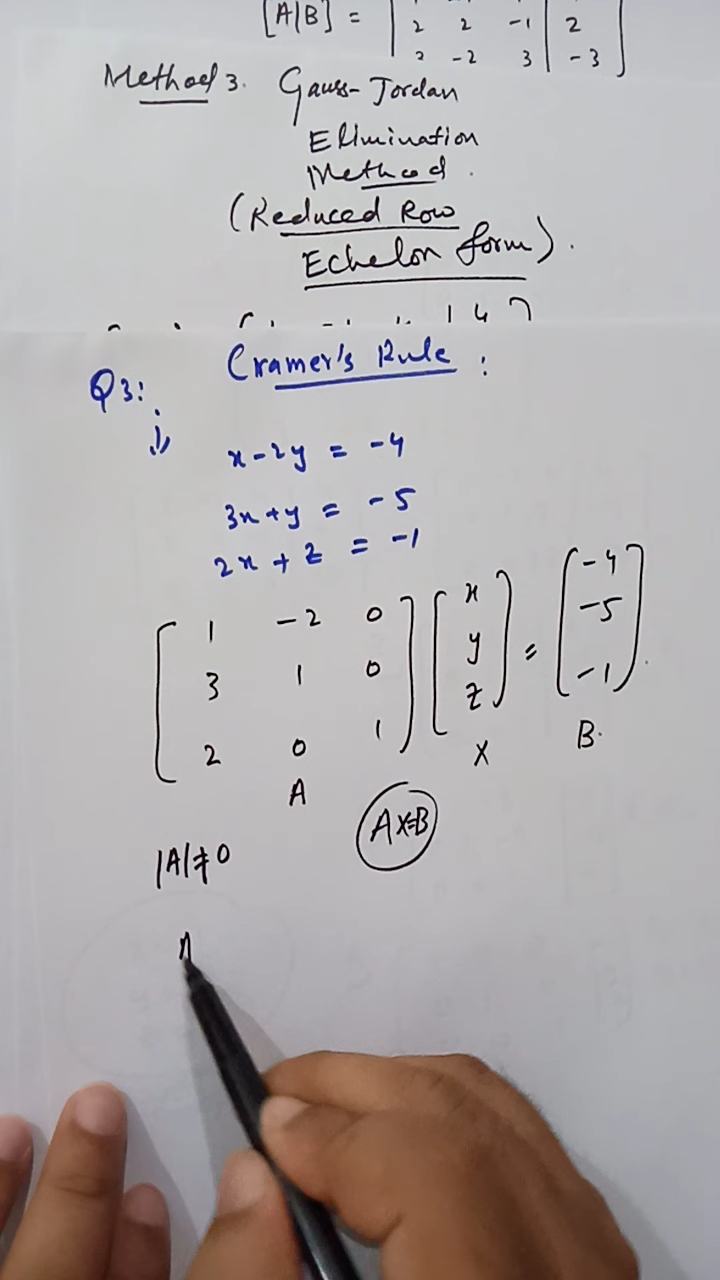 [A|B] =
2 2 -1 | 2
2 -2 3 | -3
Method 3. Gauss-Jordan
Elimination
Method.
(Reduced Row
Echelon form).
Q3: Cramer's Rule :
i) x-2y = -4
3x+y = -5
2x + z = -1
1 -2 0 x -4
3 1 0 y = -5
2 0 1 z -1
A X B.
|A|≠0 AX=B